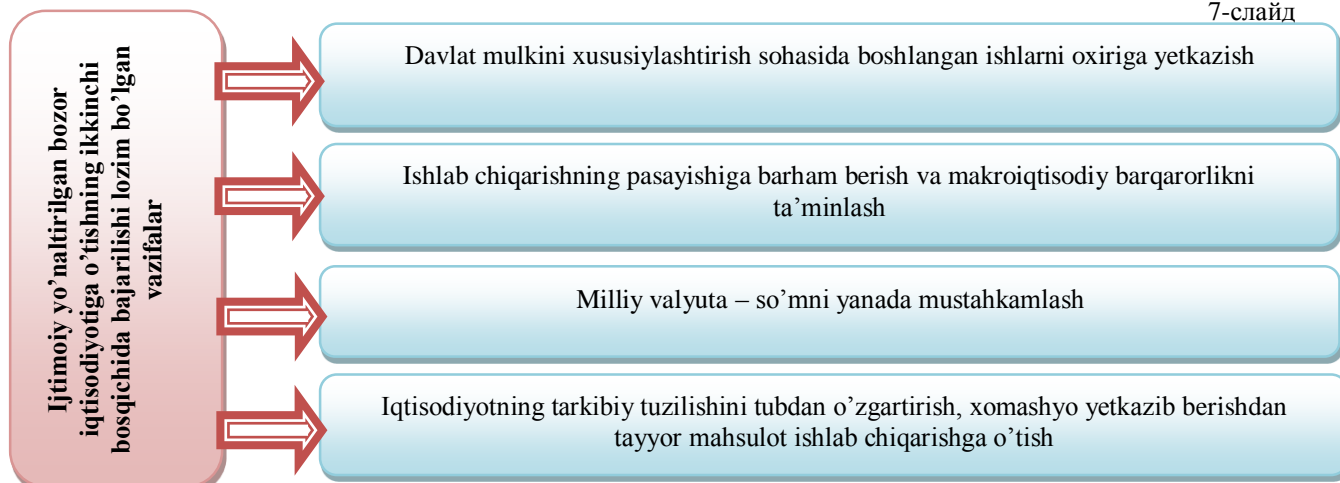 7-слайд
Ijtimoiy yo’naltirilgan bozor
iqtisodiyotiga o’tishning ikkinchi
bosqichida bajarilishi lozim bo’lgan
vazifalar
Davlat mulkini xususiylashtirish sohasida boshlangan ishlarni oxiriga yetkazish
Ishlab chiqarishning pasayishiga barham berish va makroiqtisodiy barqarorlikni
ta’minlash
Milliy valyuta – so’mni yanada mustahkamlash
Iqtisodiyotning tarkibiy tuzilishini tubdan o’zgartirish, xomashyo yetkazib berishdan
tayyor mahsulot ishlab chiqarishga o’tish